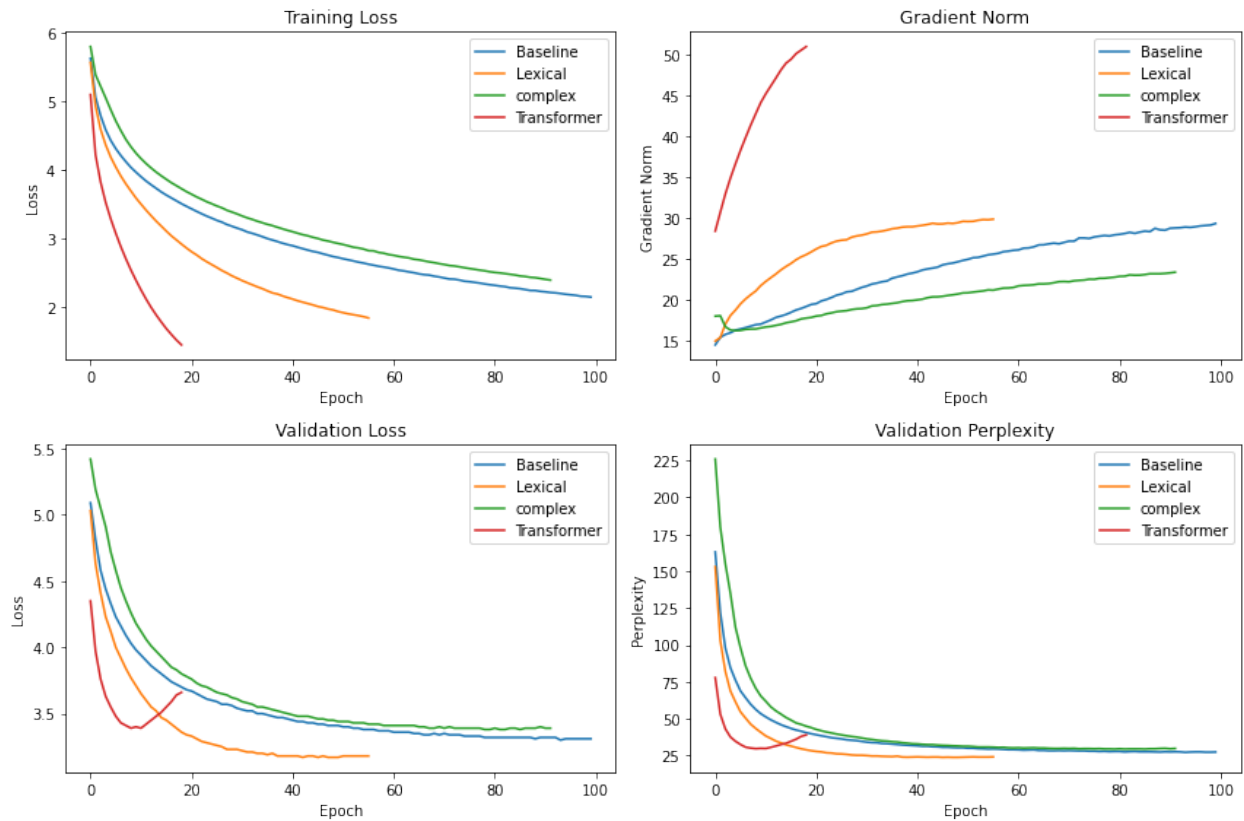 Training Loss
Loss
6
5
4
3
2
0 20 40 60 80 100
Epoch
Baseline
Lexical
complex
Transformer
Gradient Norm
Gradient Norm
50
45
40
35
30
25
20
15
0 20 40 60 80 100
Epoch
Baseline
Lexical
complex
Transformer
Validation Loss
Loss
5.5
5.0
4.5
4.0
3.5
0 20 40 60 80 100
Epoch
Baseline
Lexical
complex
Transformer
Validation Perplexity
Perplexity
225
200
175
150
125
100
75
50
25
0 20 40 60 80 100
Epoch
Baseline
Lexical
complex
Transformer